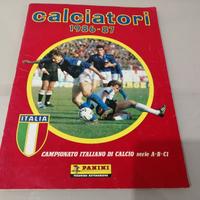 calciatori
1986-87
ITALIA
CAMPIONATO ITALIANO DI CALCIO serie A-B-C1
PANINI